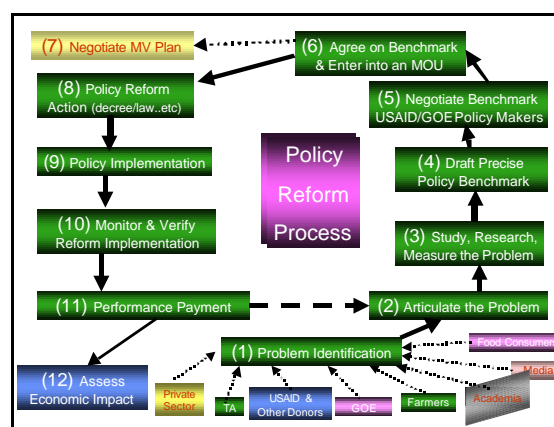 (7) Negotiate MV Plan
(6) Agree on Benchmark
& Enter into an MOU
(8) Policy Reform
Action (decree/law..etc)
(5) Negotiate Benchmark
USAID/GOE Policy Makers
(9) Policy Implementation
Policy
Reform
Process
(4) Draft Precise
Policy Benchmark
(10) Monitor & Verify
Reform Implementation
(3) Study, Research,
Measure the Problem
(11) Performance Payment
(2) Articulate the Problem
(1) Problem Identification
Food Consumers
Media
(12) Assess
Economic Impact
Private
Sector
TA
USAID &
Other Donors
GOE
Farmers
Academia